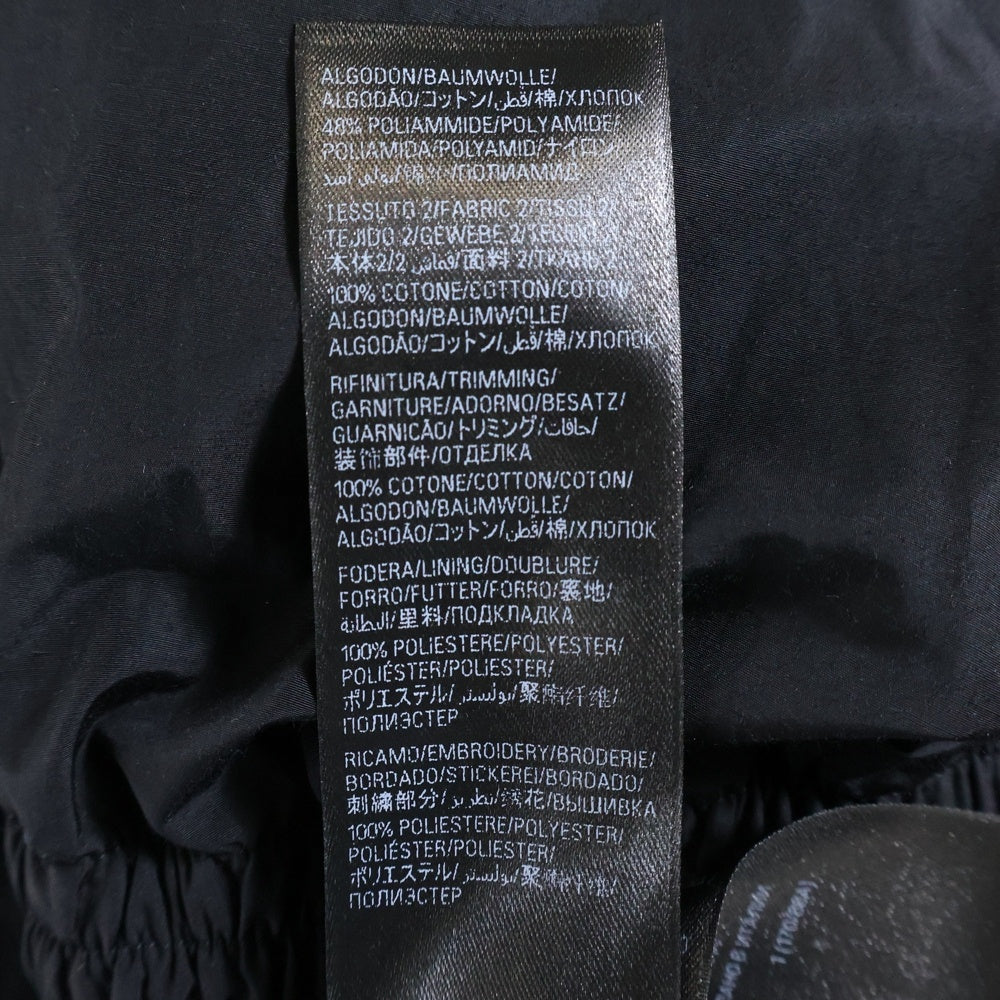 ALGODON/BAUMWOLLE/
ALGODÃO/コットン/قطن/棉/ХЛОПОК
48% POLIAMMIDE/POLYAMIDE/
POLIAMIDA/POLYAMID/ナイロン/
/ПОЛИАМИД
TESSUTO 2/FABRIC 2/TISSU 2/
TEJIDO 2/GEWEBE 2/TECIDO 2/
本体2/2 قماش/面料 2/ТКАНЬ 2
100% COTONE/COTTON/COTON/
ALGODON/BAUMWOLLE/
ALGODÃO/コットン/قطن/棉/ХЛОПОК
RIFINITURA/TRIMMING/
GARNITURE/ADORNO/BESATZ/
GUARNICÃO/トリミング/حافات/
装饰部件/ОТДЕЛКА
100% COTONE/COTTON/COTON/
ALGODON/BAUMWOLLE/
ALGODÃO/コットン/قطن/棉/ХЛОПОК
FODERA/LINING/DOUBLURE/
FORRO/FUTTER/FORRO/裏地/
البطانة/里料/ПОДКЛАДКА
100% POLIESTERE/POLYESTER/
POLIÉSTER/POLIESTER/
ポリエステル/بوليستر/聚酯纤维/
ПОЛИЭСТЕР
RICAMO/EMBROIDERY/BRODERIE/
BORDADO/STICKEREI/BORDADO/
刺繍部分/تطريز/绣花/ВЫШИВКА
100% POLIESTERE/POLYESTER/
POLIÉSTER/POLIESTER/
ポリエステル/بوليستر/聚酯纤维/
ПОЛИЭСТЕР